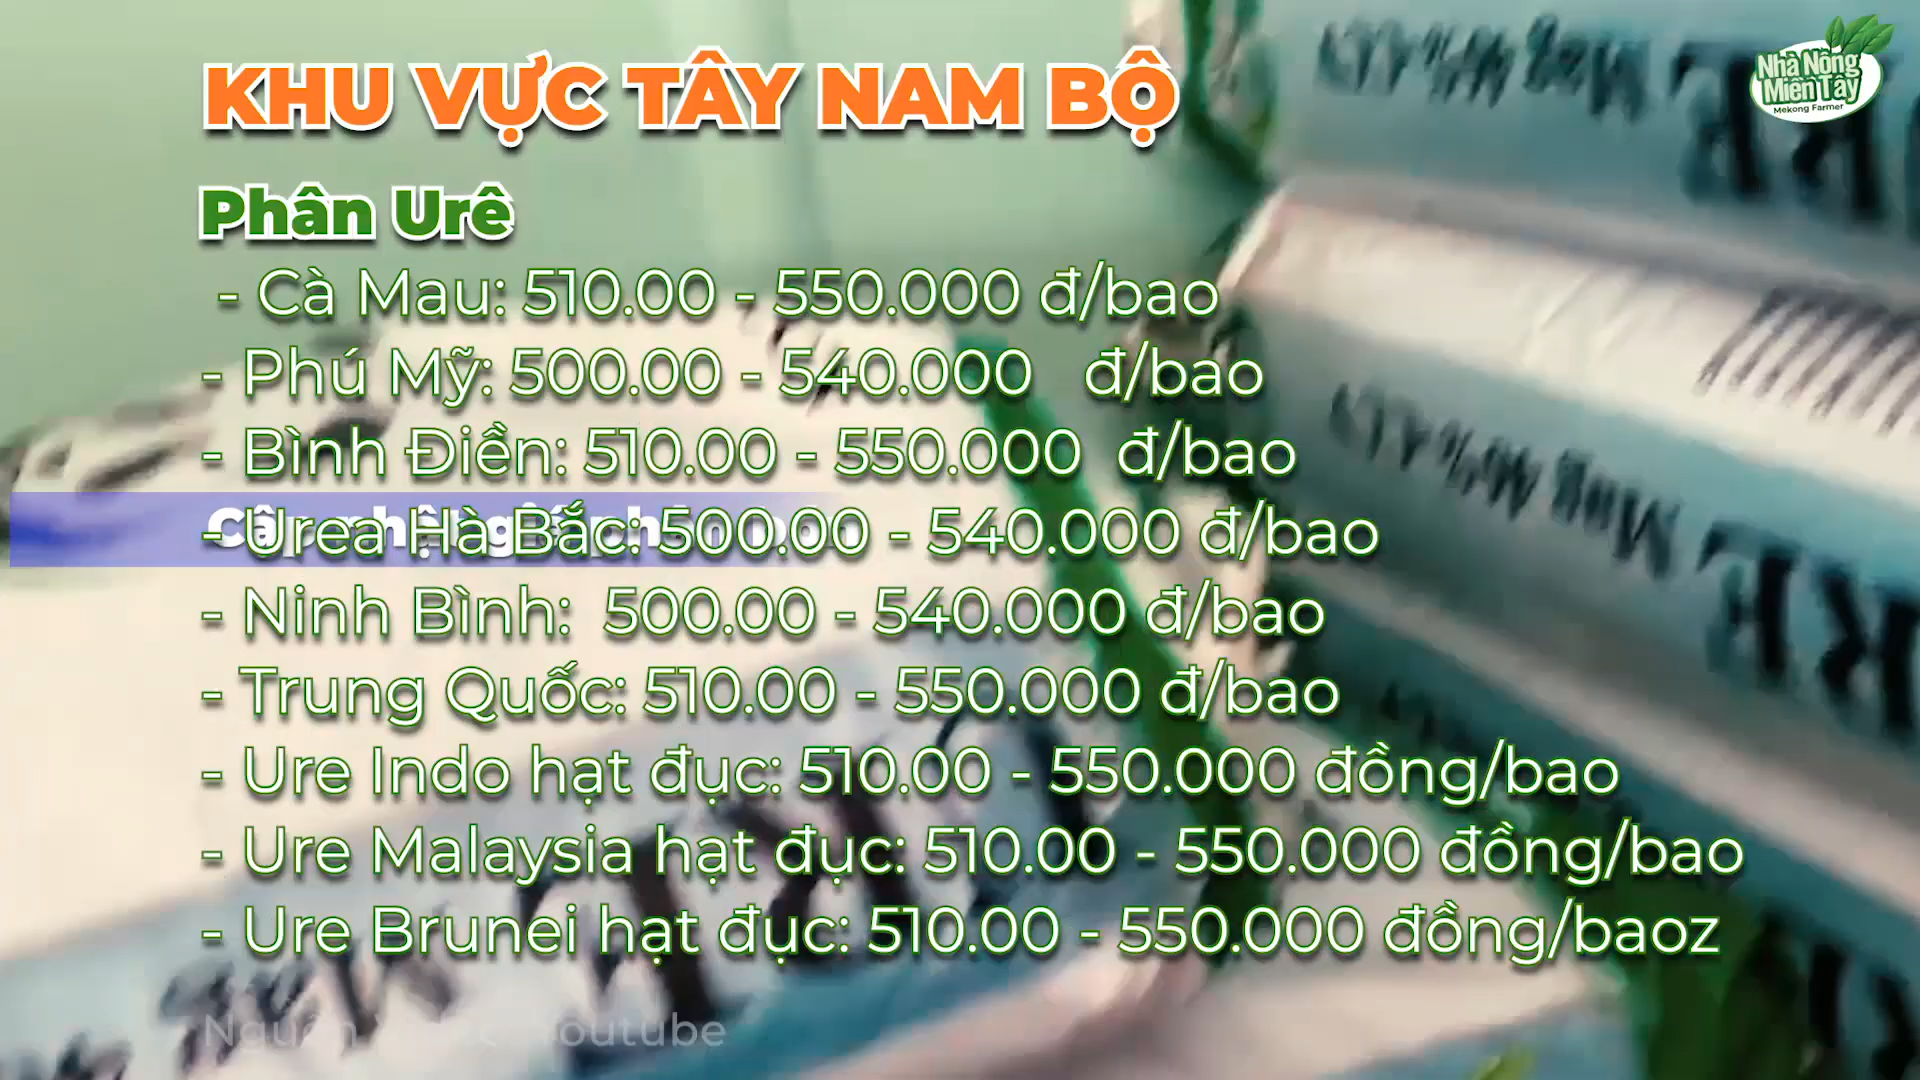 KHU VỰC TÂY NAM BỘ
Nhà Nông
Miền Tây
Mekong Farmer
Phân Urê
- Cà Mau: 510.00 - 550.000 đ/bao
- Phú Mỹ: 500.00 - 540.000 đ/bao
- Bình Điền: 510.00 - 550.000 đ/bao
- Urea Hà Bắc: 500.00 - 540.000 đ/bao
- Ninh Bình: 500.00 - 540.000 đ/bao
- Trung Quốc: 510.00 - 550.000 đ/bao
- Ure Indo hạt đục: 510.00 - 550.000 đồng/bao
- Ure Malaysia hạt đục: 510.00 - 550.000 đồng/bao
- Ure Brunei hạt đục: 510.00 - 550.000 đồng/baoz
Youtube